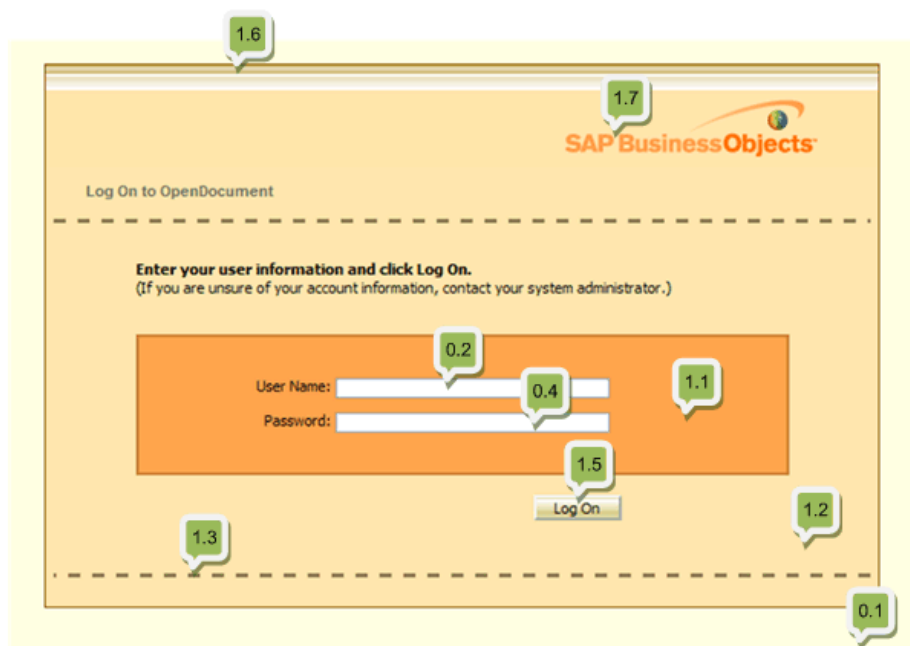 1.6
1.7
SAP BusinessObjects™
Log On to OpenDocument
Enter your user information and click Log On.
(If you are unsure of your account information, contact your system administrator.)
0.2
User Name:
0.4
1.1
Password:
1.5
Log On
1.2
1.3
0.1